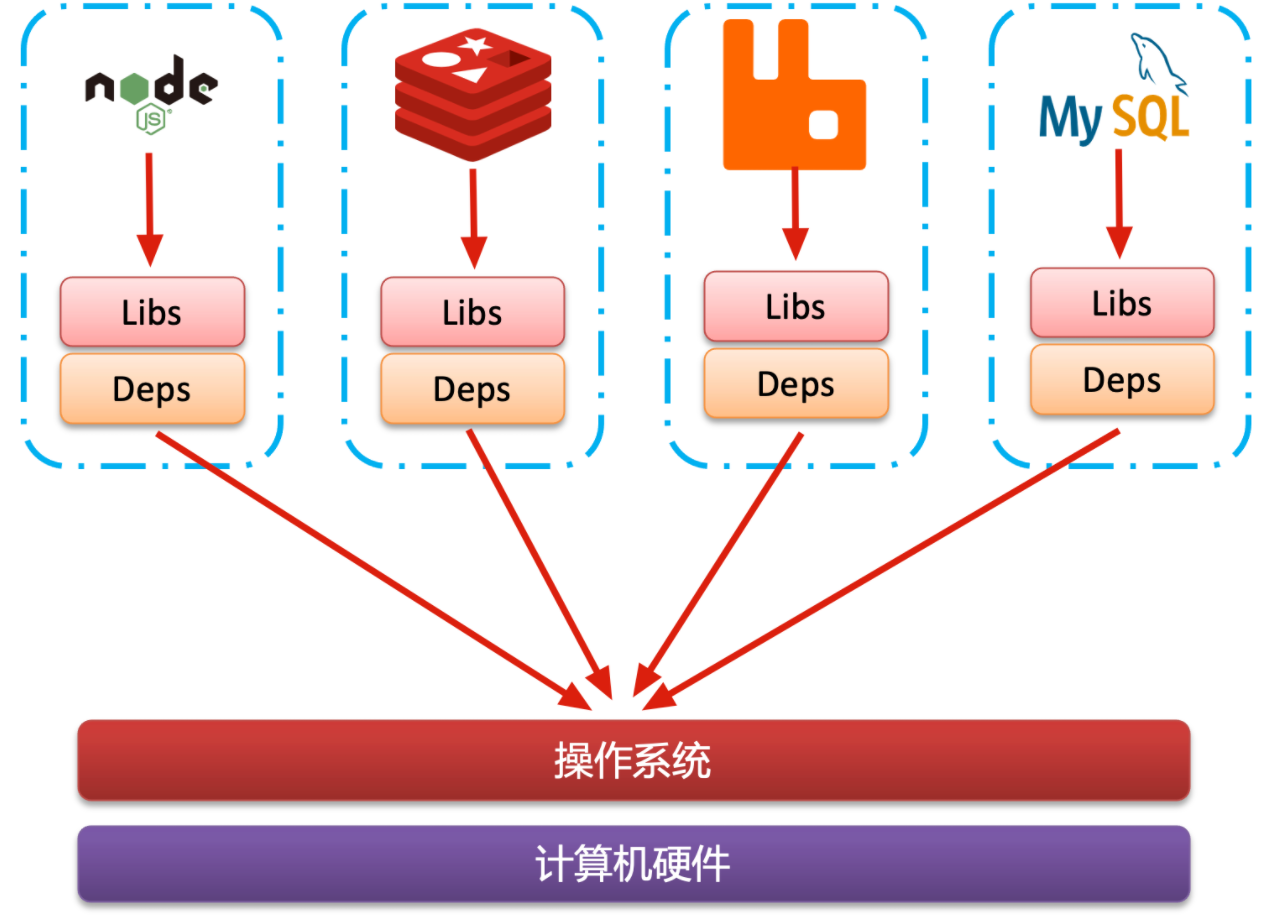 node
JS
MySQL
Libs
Libs
Libs
Libs
Deps
Deps
Deps
Deps
操作系统
计算机硬件